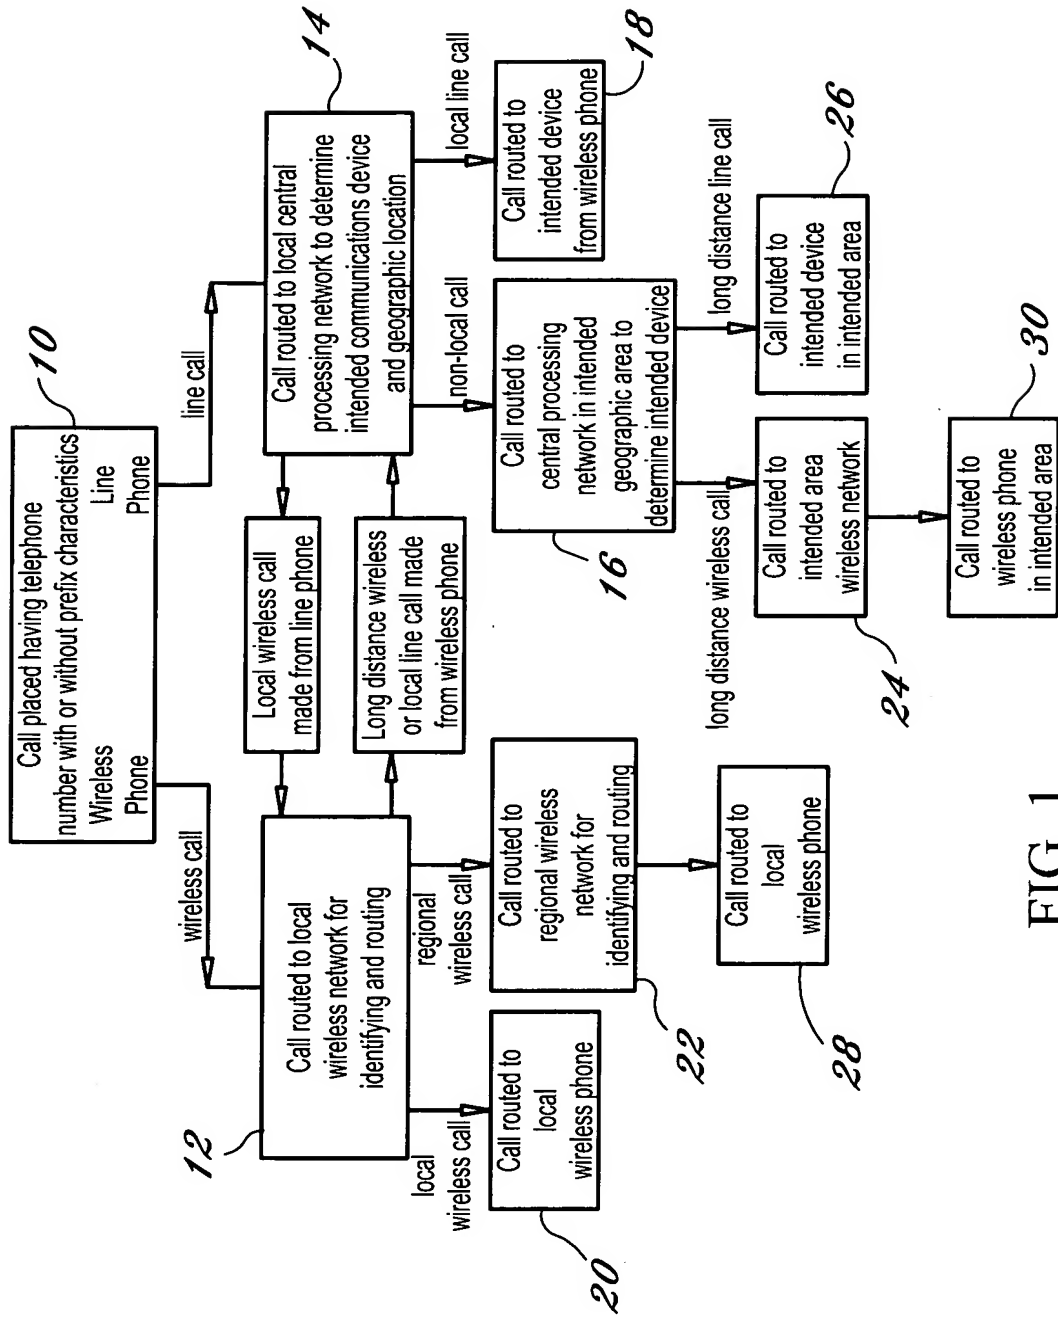 10
Call placed having telephone
number with or without prefix characteristics
Wireless Line
Phone Phone
wireless call
line call
12
Call routed to local
wireless network for
identifying and routing
Local wireless call
made from line phone
Long distance wireless
or local line call made
from wireless phone
14
Call routed to local central
processing network to determine
intended communications device
and geographic location
local
wireless call
regional
wireless call
non-local call
local line call
Call routed to
local
wireless phone
20
Call routed to
regional wireless
network for
identifying and routing
22
Call routed to
central processing
network in intended
geographic area to
determine intended device
16
Call routed to
intended device
from wireless phone
18
long distance wireless call
long distance line call
Call routed to
local
wireless phone
28
Call routed to
intended area
wireless network
24
Call routed to
intended device
in intended area
26
Call routed to
wireless phone
in intended area
30
FIG. 1